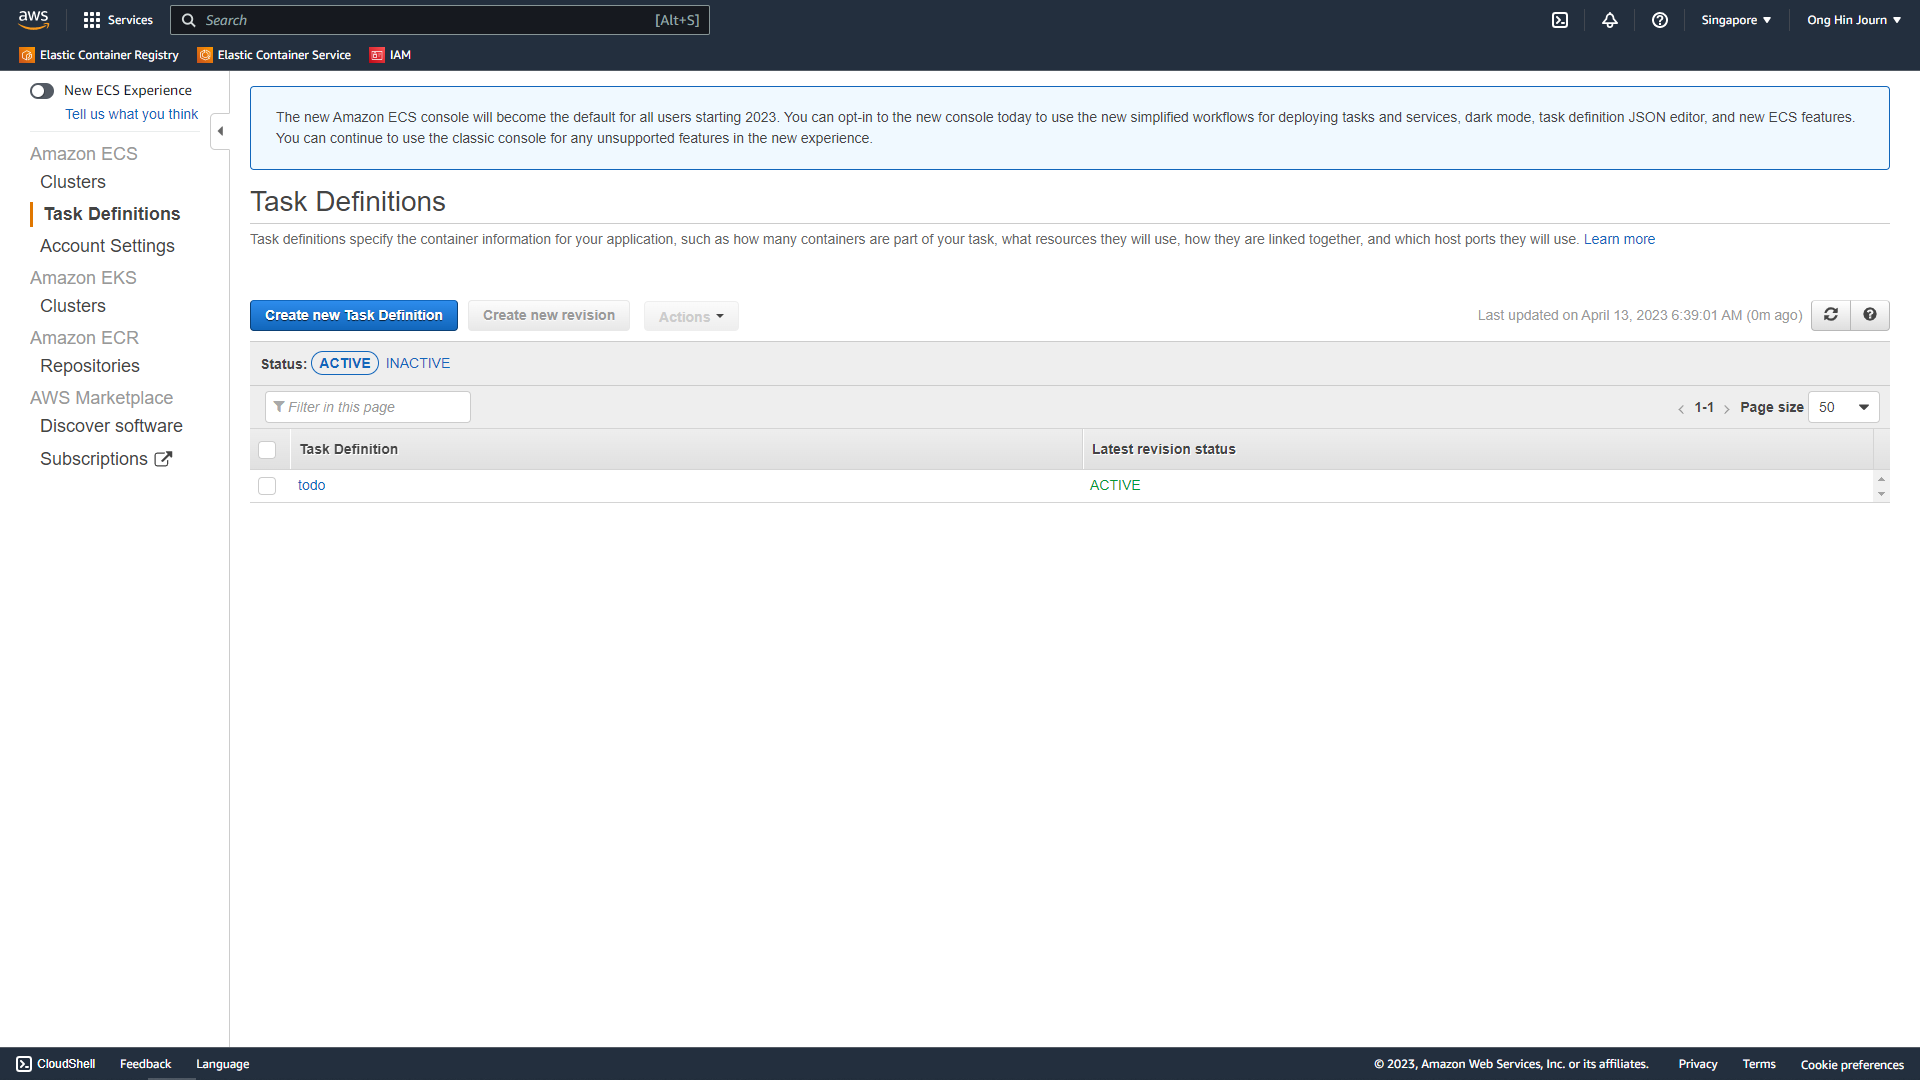 aws
Services
Search
[Alt+S]
Singapore
Ong Hin Journ
Elastic Container Registry
Elastic Container Service
IAM
New ECS Experience
Tell us what you think
Amazon ECS
Clusters
Task Definitions
Account Settings
Amazon EKS
Clusters
Amazon ECR
Repositories
AWS Marketplace
Discover software
Subscriptions
The new Amazon ECS console will become the default for all users starting 2023. You can opt-in to the new console today to use the new simplified workflows for deploying tasks and services, dark mode, task definition JSON editor, and new ECS features.
You can continue to use the classic console for any unsupported features in the new experience.
Task Definitions
Task definitions specify the container information for your application, such as how many containers are part of your task, what resources they will use, how they are linked together, and which host ports they will use. Learn more
Create new Task Definition
Create new revision
Actions
Last updated on April 13, 2023 6:39:01 AM (0m ago)
Status: ACTIVE INACTIVE
Filter in this page
1-1
Page size 50
Task Definition
Latest revision status
todo
ACTIVE
CloudShell
Feedback
Language
© 2023, Amazon Web Services, Inc. or its affiliates.
Privacy
Terms
Cookie preferences